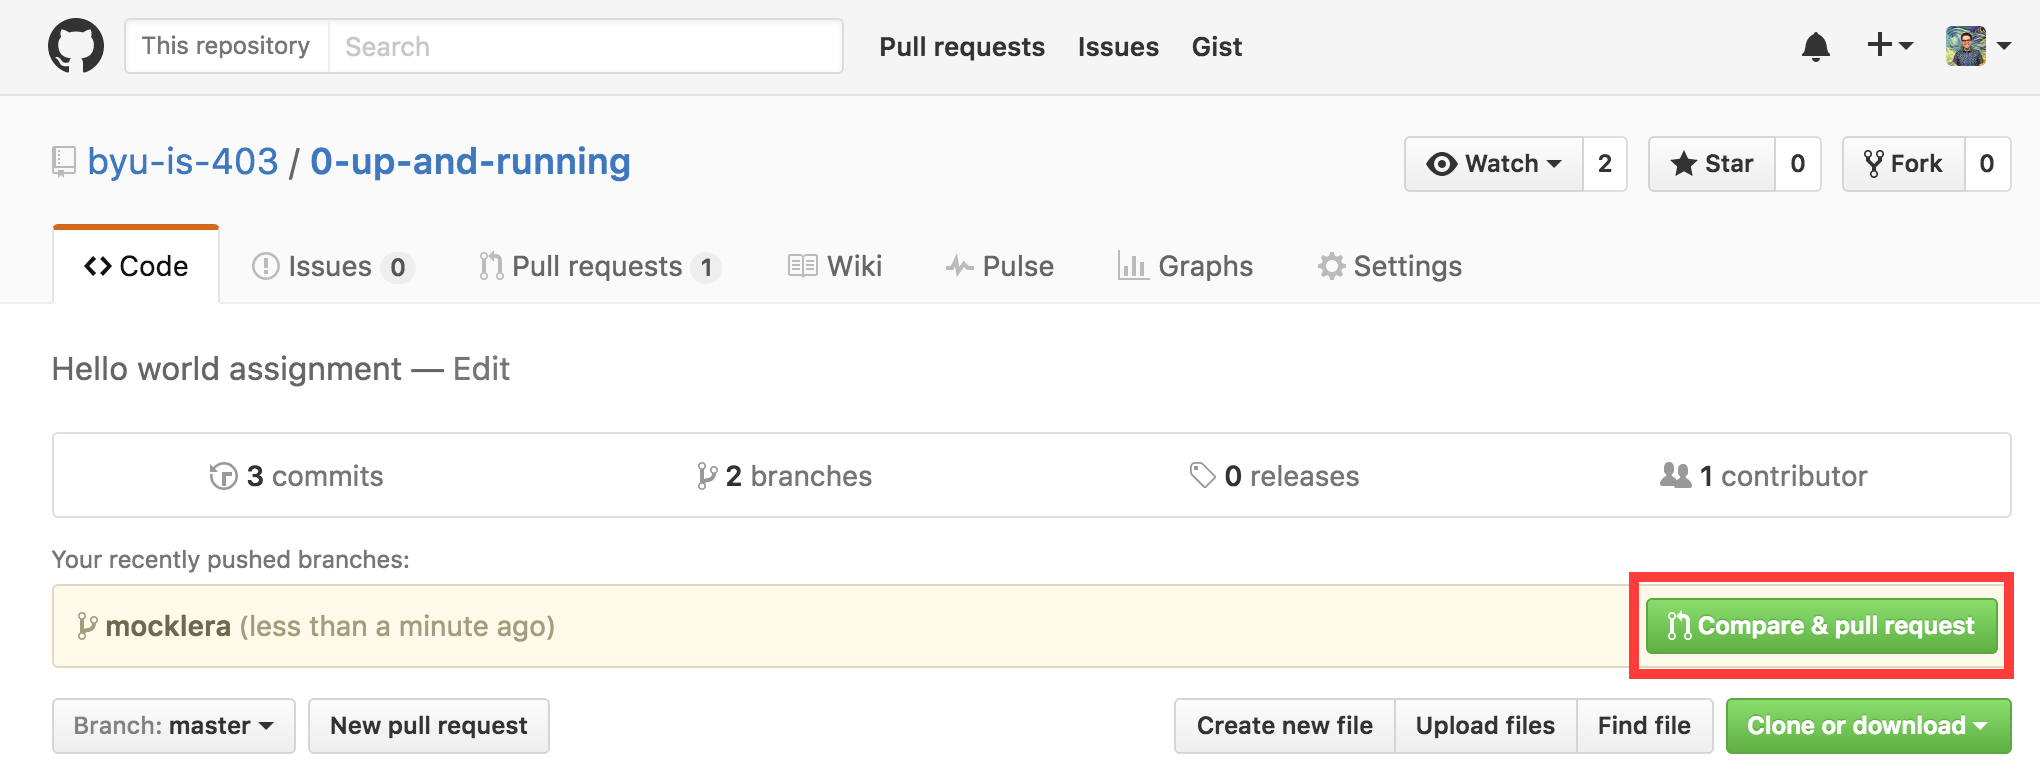 This repository Search Pull requests Issues Gist
byu-is-403 / 0-up-and-running Watch 2 Star 0 Fork 0
Code Issues 0 Pull requests 1 Wiki Pulse Graphs Settings
Hello world assignment — Edit
3 commits 2 branches 0 releases 1 contributor
Your recently pushed branches:
mocklera (less than a minute ago) Compare & pull request
Branch: master New pull request Create new file Upload files Find file Clone or download